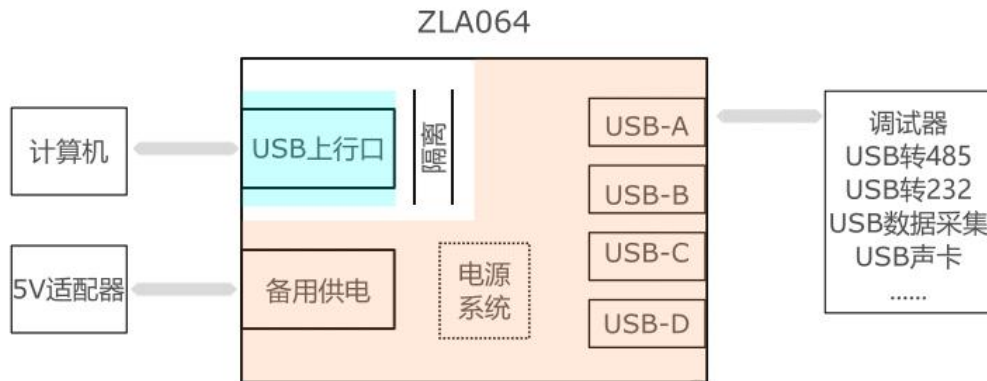 ZLA064
计算机
USB上行口
隔离
5V适配器
备用供电
电源
系统
USB-A
USB-B
USB-C
USB-D
调试器
USB转485
USB转232
USB数据采集
USB声卡
......